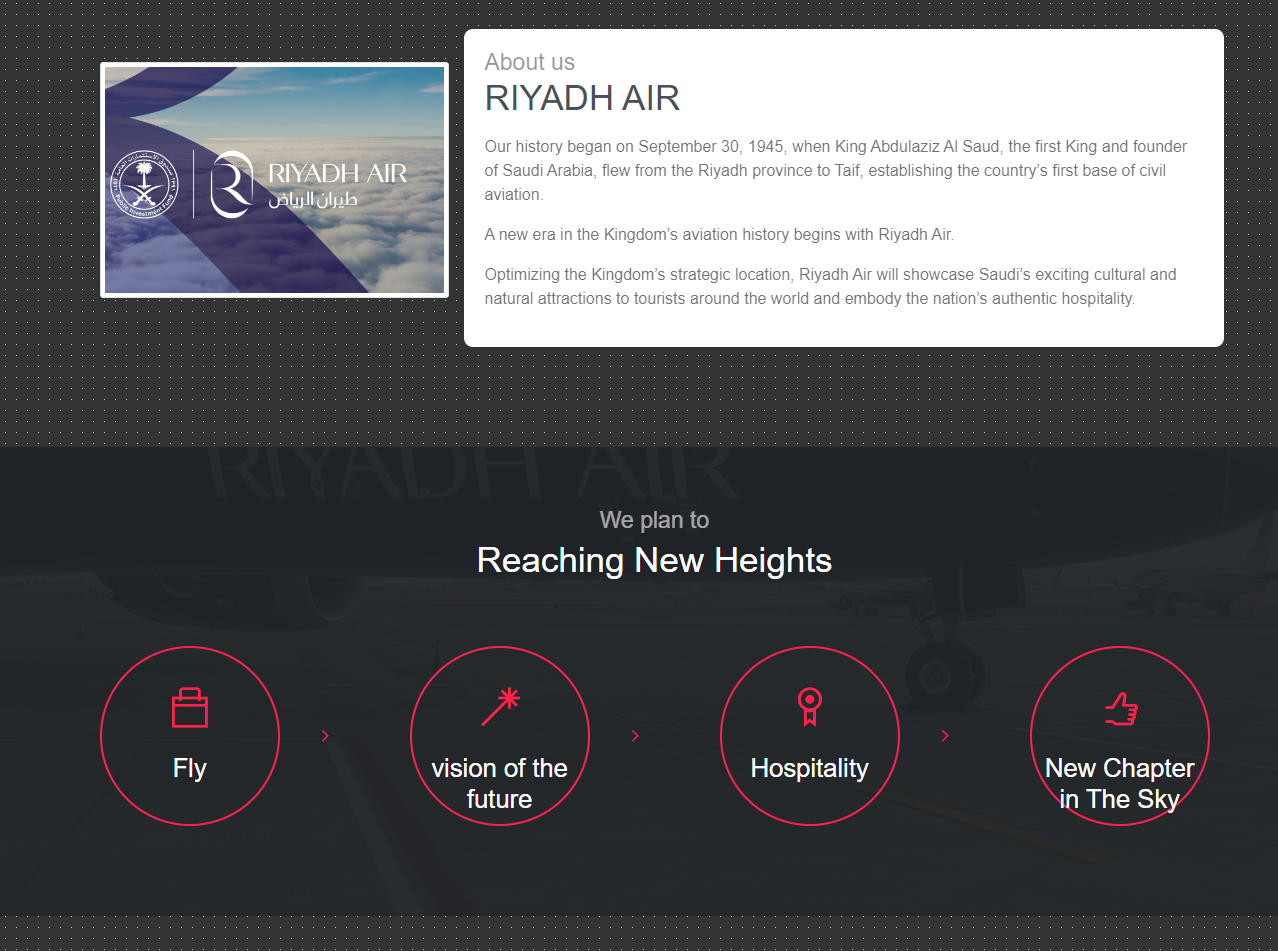 About us
RIYADH AIR
RIYADH AIR
طيران الرياض
Public Investment Fund
Our history began on September 30, 1945, when King Abdulaziz Al Saud, the first King and founder
of Saudi Arabia, flew from the Riyadh province to Taif, establishing the country’s first base of civil
aviation.
A new era in the Kingdom’s aviation history begins with Riyadh Air.
Optimizing the Kingdom’s strategic location, Riyadh Air will showcase Saudi’s exciting cultural and
natural attractions to tourists around the world and embody the nation’s authentic hospitality.
RIYADH AIR
We plan to
Reaching New Heights
Fly
vision of the
future
Hospitality
New Chapter
in The Sky